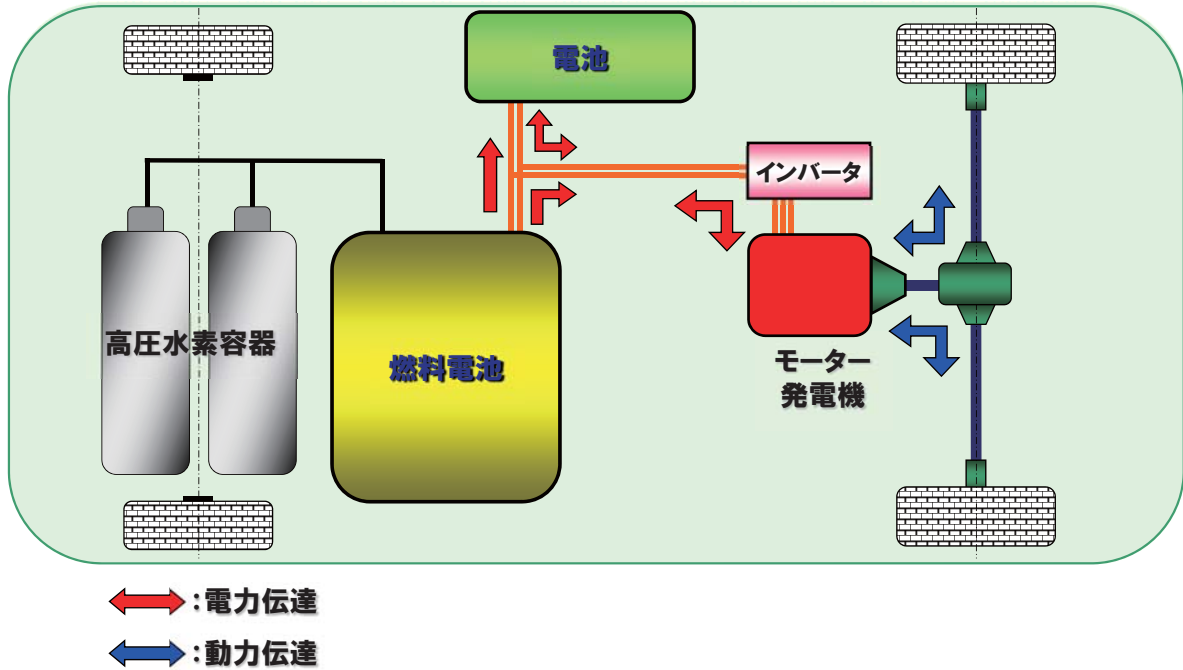 電池
インバータ
高圧水素容器
燃料電池
モーター
発電機
:電力伝達
:動力伝達